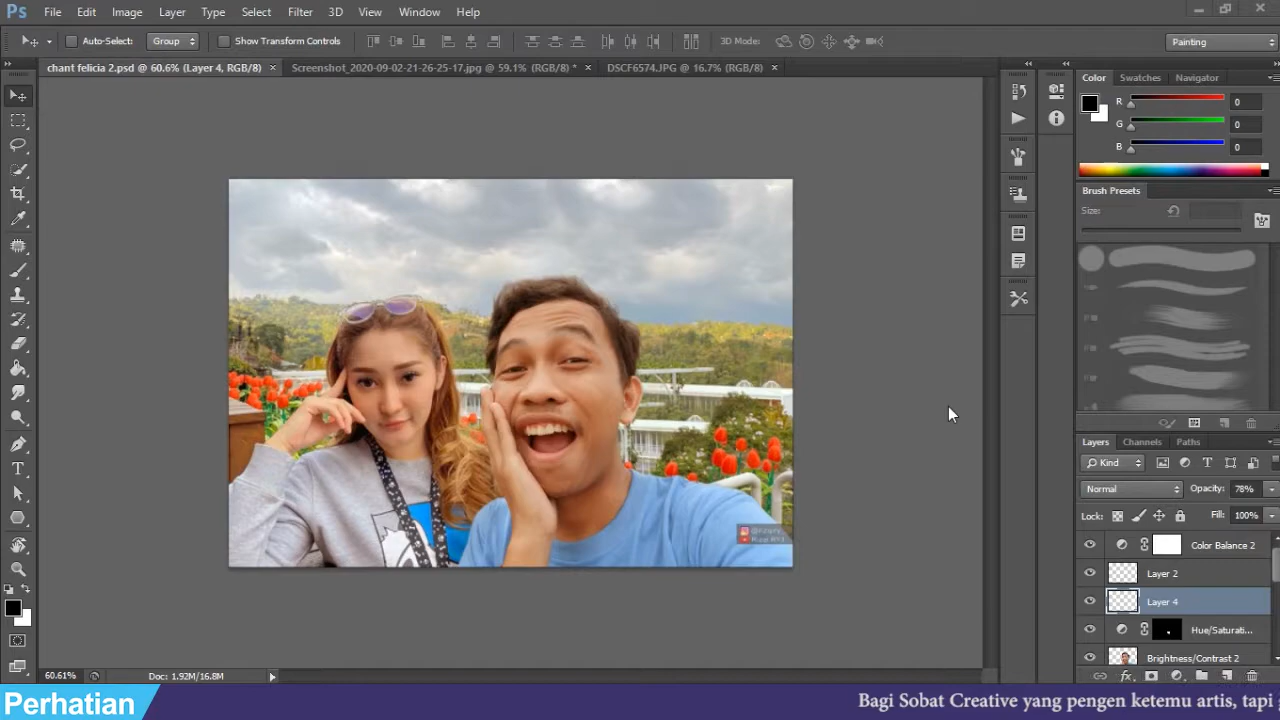 Ps File Edit Image Layer Type Select Filter 3D View Window Help
Auto-Select: Group Show Transform Controls 3D Mode: Painting
chant felicia 2.psd @ 60.6% (Layer 4, RGB/8) × Screenshot_2020-09-02-21-26-25-17.jpg @ 59.1% (RGB/8) * × DSCF6574.JPG @ 16.7% (RGB/8) ×
Color Swatches Navigator
R 0
G 0
B 0
Brush Presets
Size:
Layers Channels Paths
Kind
Normal Opacity: 78%
Lock: Fill: 100%
Color Balance 2
Layer 2
Layer 4
Hue/Saturati...
Brightness/Contrast 2
60.61% Doc: 1.92M/16.8M
Perhatian
Bagi Sobat Creative yang pengen ketemu artis, tapi